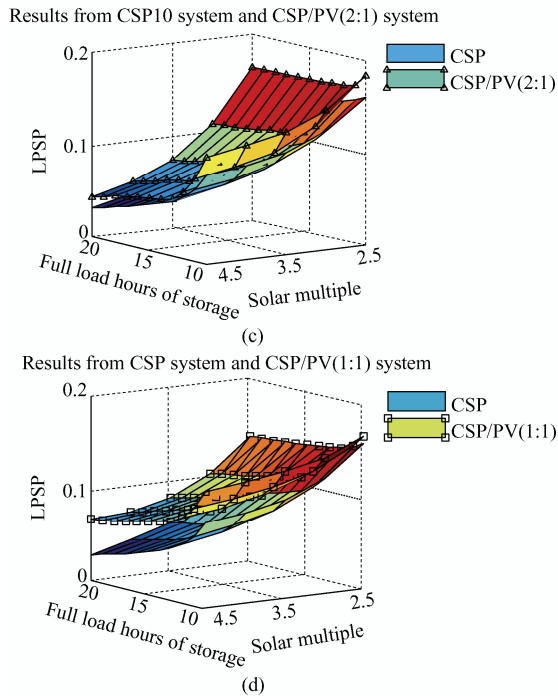 Results from CSP10 system and CSP/PV(2:1) system
0.2
CSP
CSP/PV(2:1)
LPSP
0.1
0
20
15
10
4.5
3.5
2.5
Full load hours of storage
Solar multiple
(c)
Results from CSP system and CSP/PV(1:1) system
0.2
CSP
CSP/PV(1:1)
LPSP
0.1
0
20
15
10
4.5
3.5
2.5
Full load hours of storage
Solar multiple
(d)